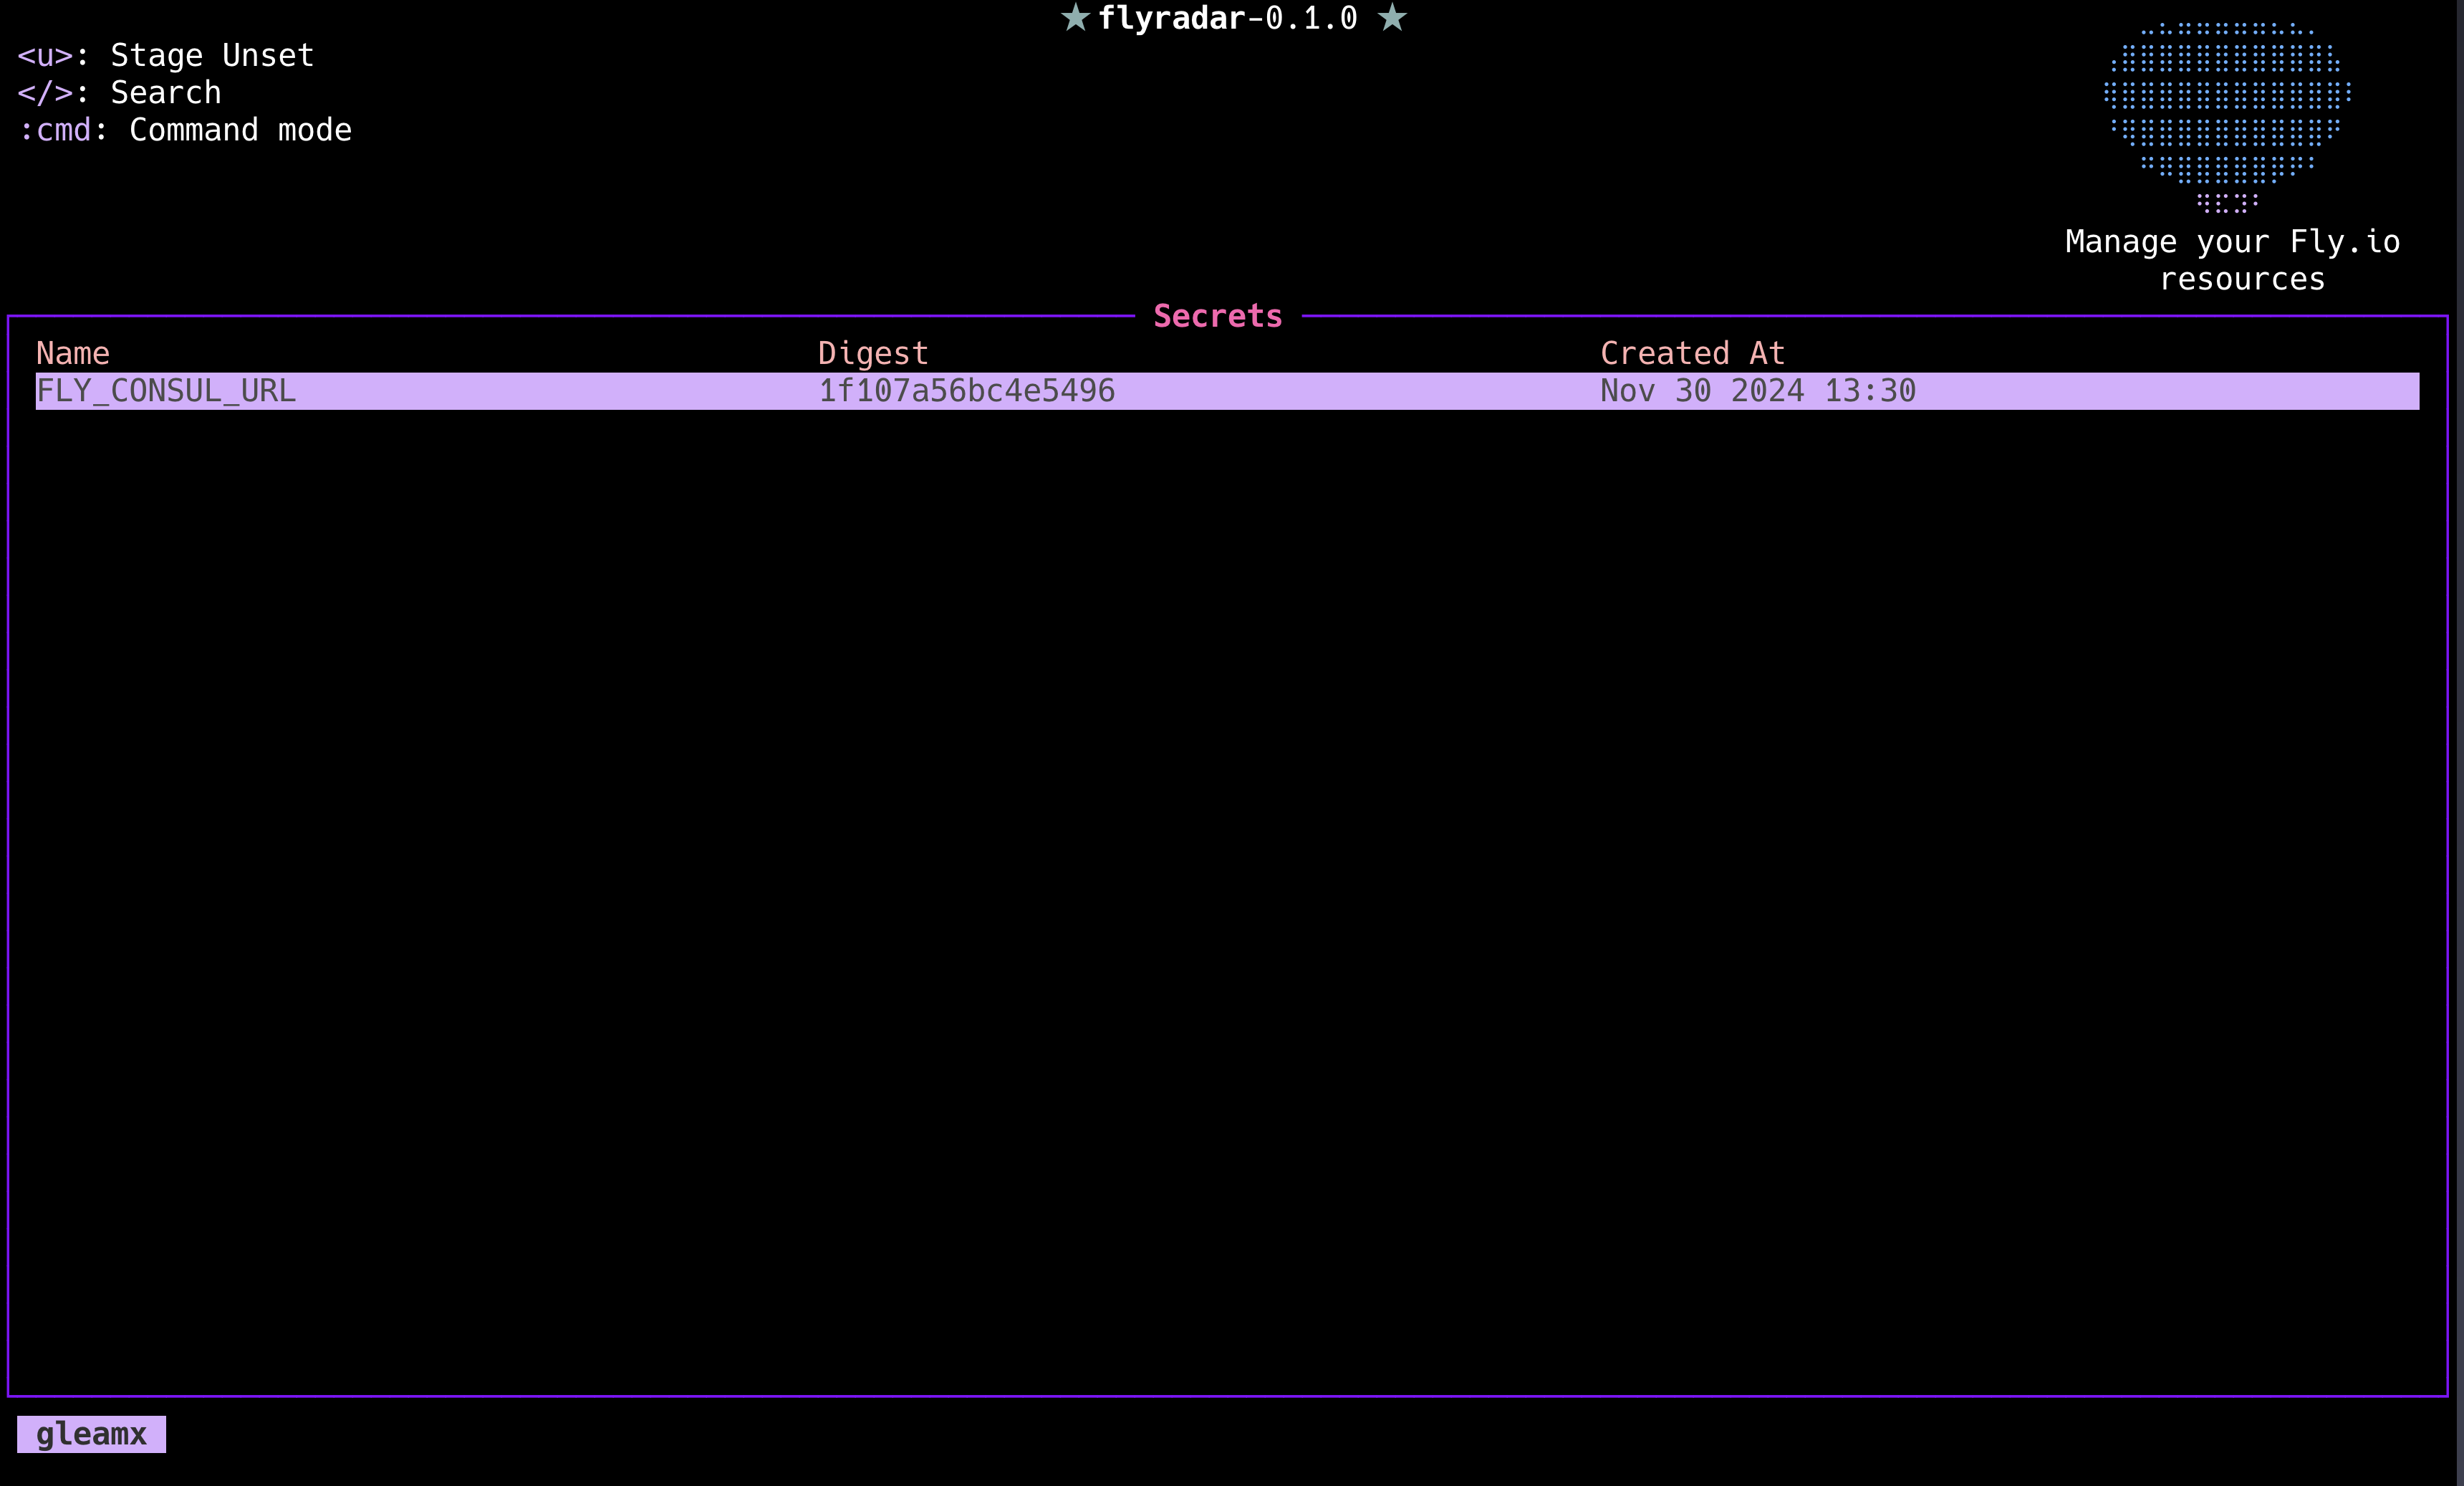 ★ flyradar-0.1.0 ★
<u>: Stage Unset
</>: Search
:cmd: Command mode
Manage your Fly.io
resources
Secrets
Name Digest Created At
FLY_CONSUL_URL 1f107a56bc4e5496 Nov 30 2024 13:30
gleamx